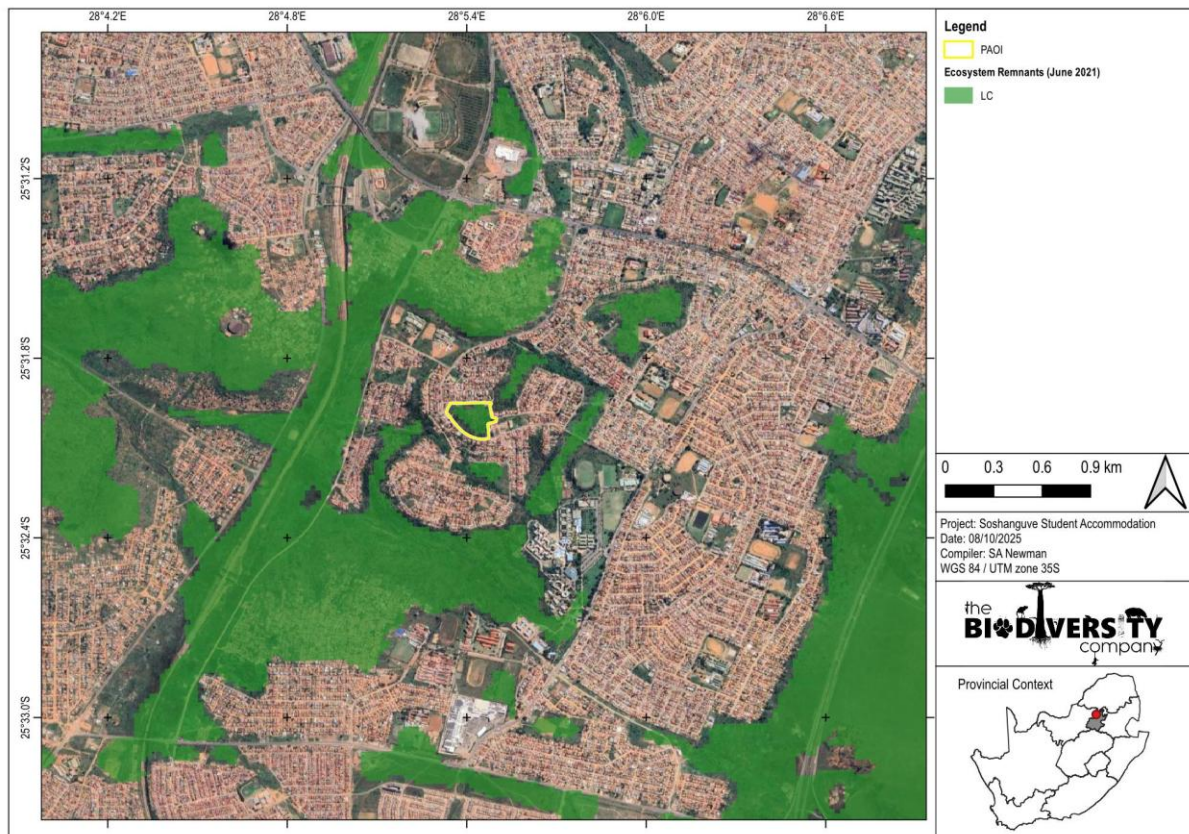 28°4.2'E 28°4.8'E 28°5.4'E 28°6.0'E 28°6.6'E
25°31.2'S
25°31.8'S
25°32.4'S
25°33.0'S
Legend
PAOI
Ecosystem Remnants (June 2021)
LC
0 0.3 0.6 0.9 km
Project: Soshanguve Student Accommodation
Date: 08/10/2025
Compiler: SA Newman
WGS 84 / UTM zone 35S
the
BIODIVERSITY
company
Provincial Context